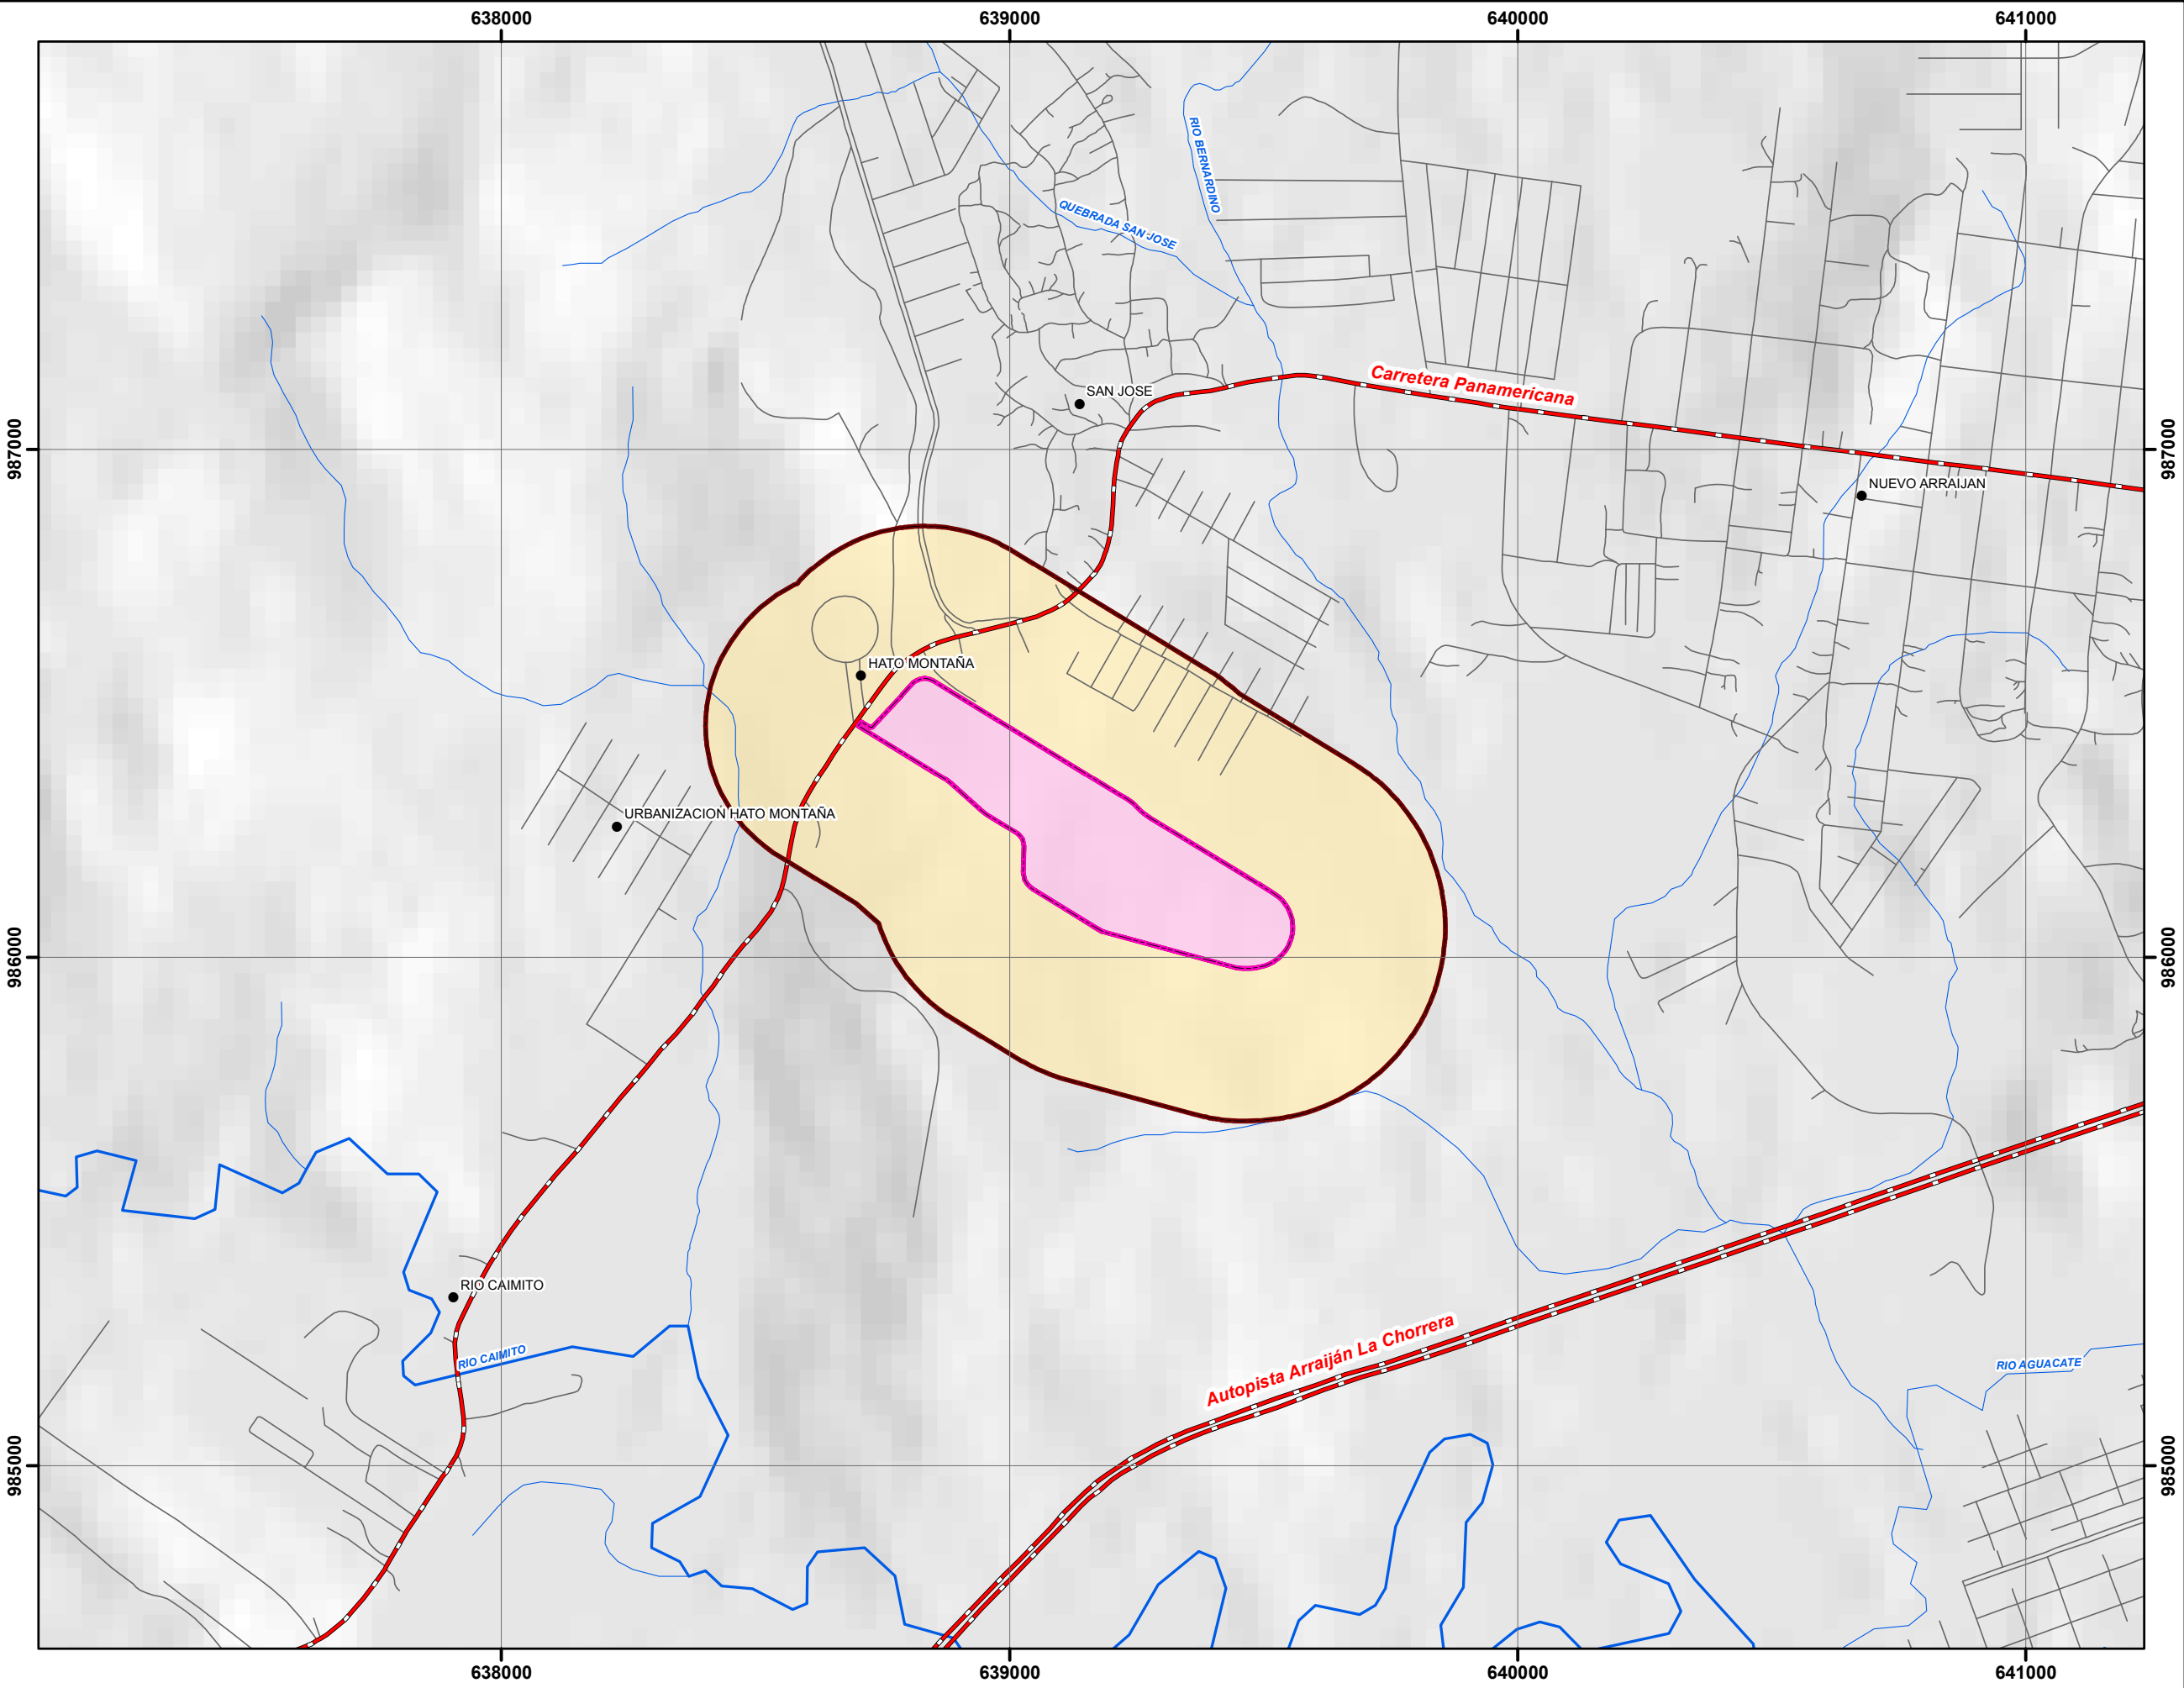 638000
639000
640000
641000
RIO BERNARDINO
QUEBRADA SAN JOSE
Carretera Panamericana
SAN JOSE
987000
987000
NUEVO ARRAIJAN
HATO MONTAÑA
URBANIZACION HATO MONTAÑA
986000
986000
RIO CAIMITO
RIO CAIMITO
Autopista Arraiján La Chorrera
RIO AGUACATE
985000
985000
638000
639000
640000
641000